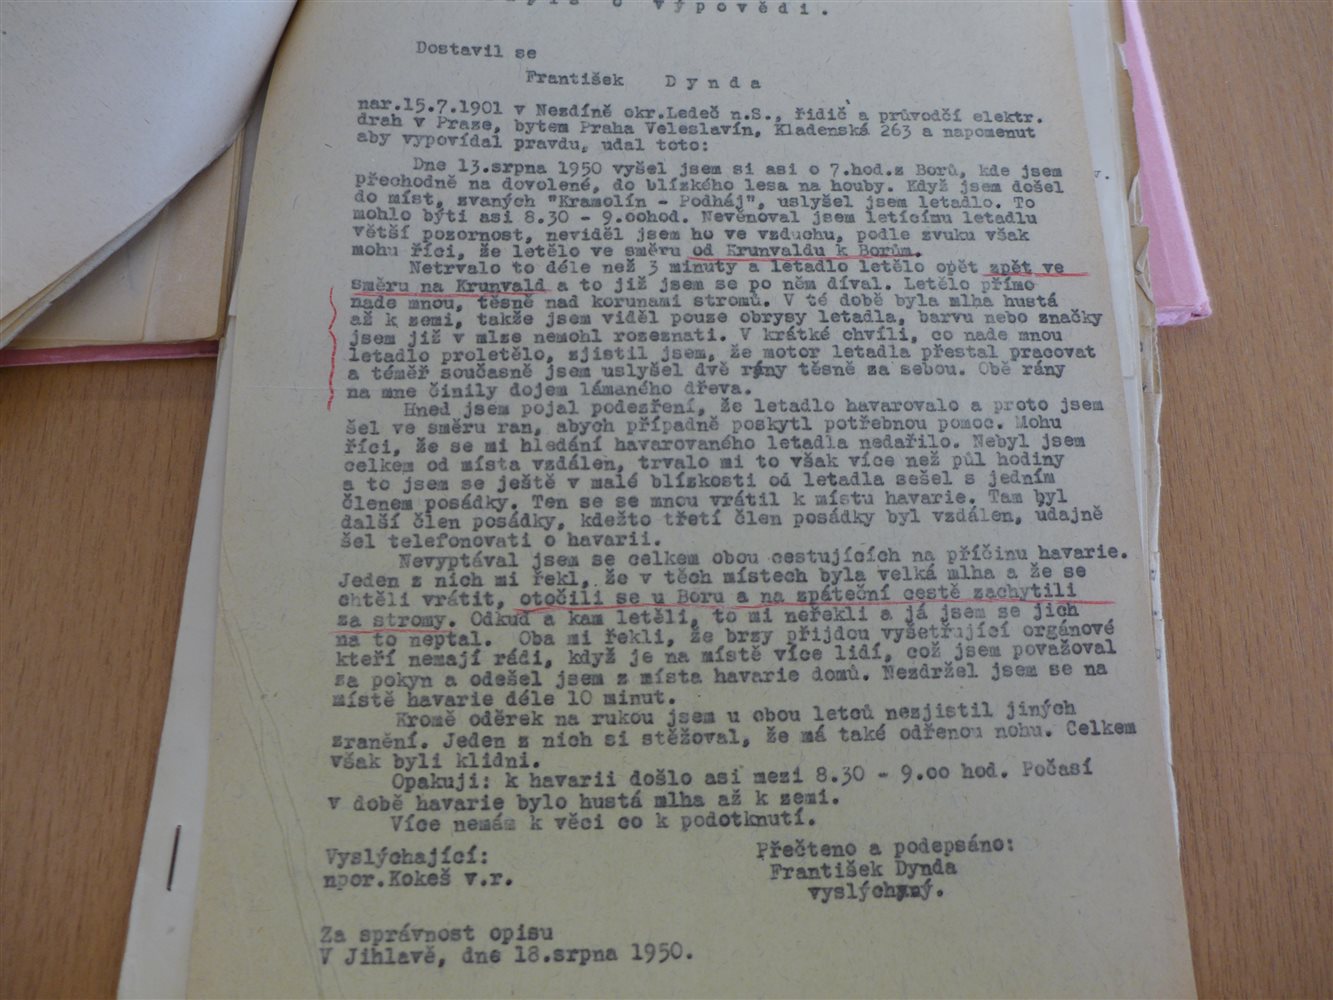 o výpovědi.
Dostavil se
František Dynda
nar.15.7.1901 v Nezdíně okr.Ledeč n.S., řidič a průvodčí elektr.
drah v Praze, bytem Praha Veleslavín, Kladenská 263 a napomenut
aby vypovídal pravdu, udal toto:
Dne 13.srpna 1950 vyšel jsem si asi o 7.hod.z Borů, kde jsem
přechodně na dovolené, do blízkého lesa na houby. Když jsem došel
do míst, zvaných "Kramolín - Podháj", uslyšel jsem letadlo. To
mohlo býti asi 8.30 - 9.oohod. Nevěnoval jsem letícímu letadlu
větší pozornost, neviděl jsem ho ve vzduchu, podle zvuku však
mohu říci, že letělo ve směru od Krunvaldu k Borům.
Netrvalo to déle než 3 minuty a letadlo letělo opět zpět ve
směru na Krunvald a to již jsem se po něm díval. Letělo přímo
nade mnou, těsně nad korunami stromů. V té době byla mlha hustá
až k zemi, takže jsem viděl pouze obrysy letadla, barvu nebo značky
jsem již v mlze nemohl rozeznati. V krátké chvíli, co nade mnou
letadlo proletělo, zjistil jsem, že motor letadla přestal pracovat
a téměř současně jsem uslyšel dvě rány těsně za sebou. Obě rány
na mne činily dojem lámaného dřeva.
Hned jsem pojal podezření, že letadlo havarovalo a proto jsem
šel ve směru ran, abych případně poskytl potřebnou pomoc. Mohu
říci, že se mi hledání havarovaného letadla nedařilo. Nebyl jsem
celkem od místa vzdálen, trvalo mi to však více než půl hodiny
a to jsem se ještě v malé blízkosti od letadla sešel s jedním
členem posádky. Ten se se mnou vrátil k místu havarie. Tam byl
další člen posádky, kdežto třetí člen posádky byl vzdálen, údajně
šel telefonovati o havarii.
Nevyptával jsem se celkem obou cestujících na příčinu havarie.
Jeden z nich mi řekl, že v těch místech byla velká mlha a že se
chtěli vrátit, otočili se u Boru a na zpáteční cestě zachytili
za stromy. Odkud a kam letěli, to mi neřekli a já jsem se jich
na to neptal. Oba mi řekli, že brzy přijdou vyšetřující orgánové
kteří nemají rádi, když je na místě více lidí, což jsem považoval
za pokyn a odešel jsem z místa havarie domů. Nezdržel jsem se na
místě havarie déle 10 minut.
Kromě oděrek na rukou jsem u obou letců nezjistil jiných
zranění. Jeden z nich si stěžoval, že má také odřenou nohu. Celkem
však byli klidni.
Opakuji: k havarii došlo asi mezi 8.30 - 9.oo hod. Počasí
v době havarie bylo hustá mlha až k zemi.
Více nemám k věci co k podotknutí.
Vyslýchající:
npor.Kokeš v.r.
Přečteno a podepsáno:
František Dynda
vyslýchaný.
Za správnost opisu
V Jihlavě, dne 18.srpna 1950.